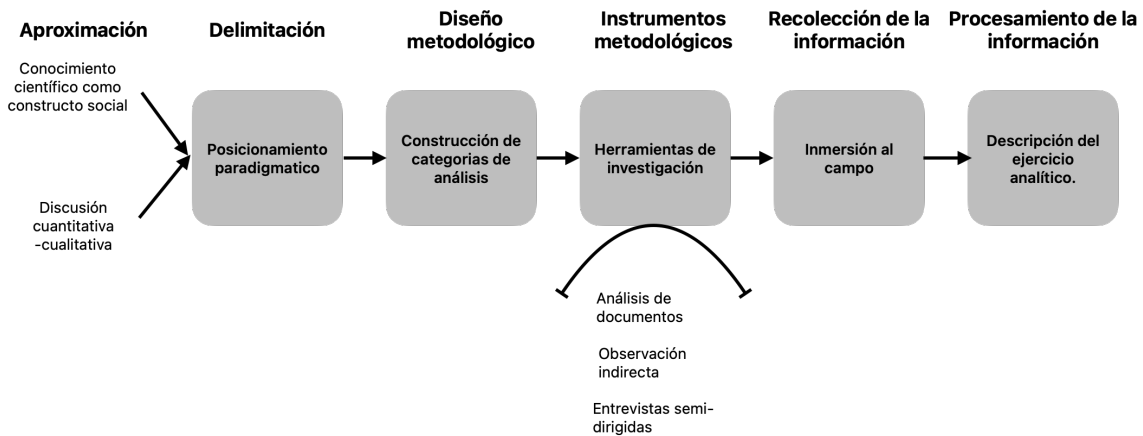 Aproximación
Delimitación
Diseño
metodológico
Instrumentos
metodológicos
Recolección de la
información
Procesamiento de la
información
Conocimiento
científico como
constructo social
Discusión
cuantitativa
-cualitativa
Posicionamiento
paradigmatico
Construcción de
categorias de
análisis
Herramientas de
investigación
Inmersión al
campo
Descripción del
ejercicio
analítico.
Análisis de
documentos
Observación
indirecta
Entrevistas semi-
dirigidas